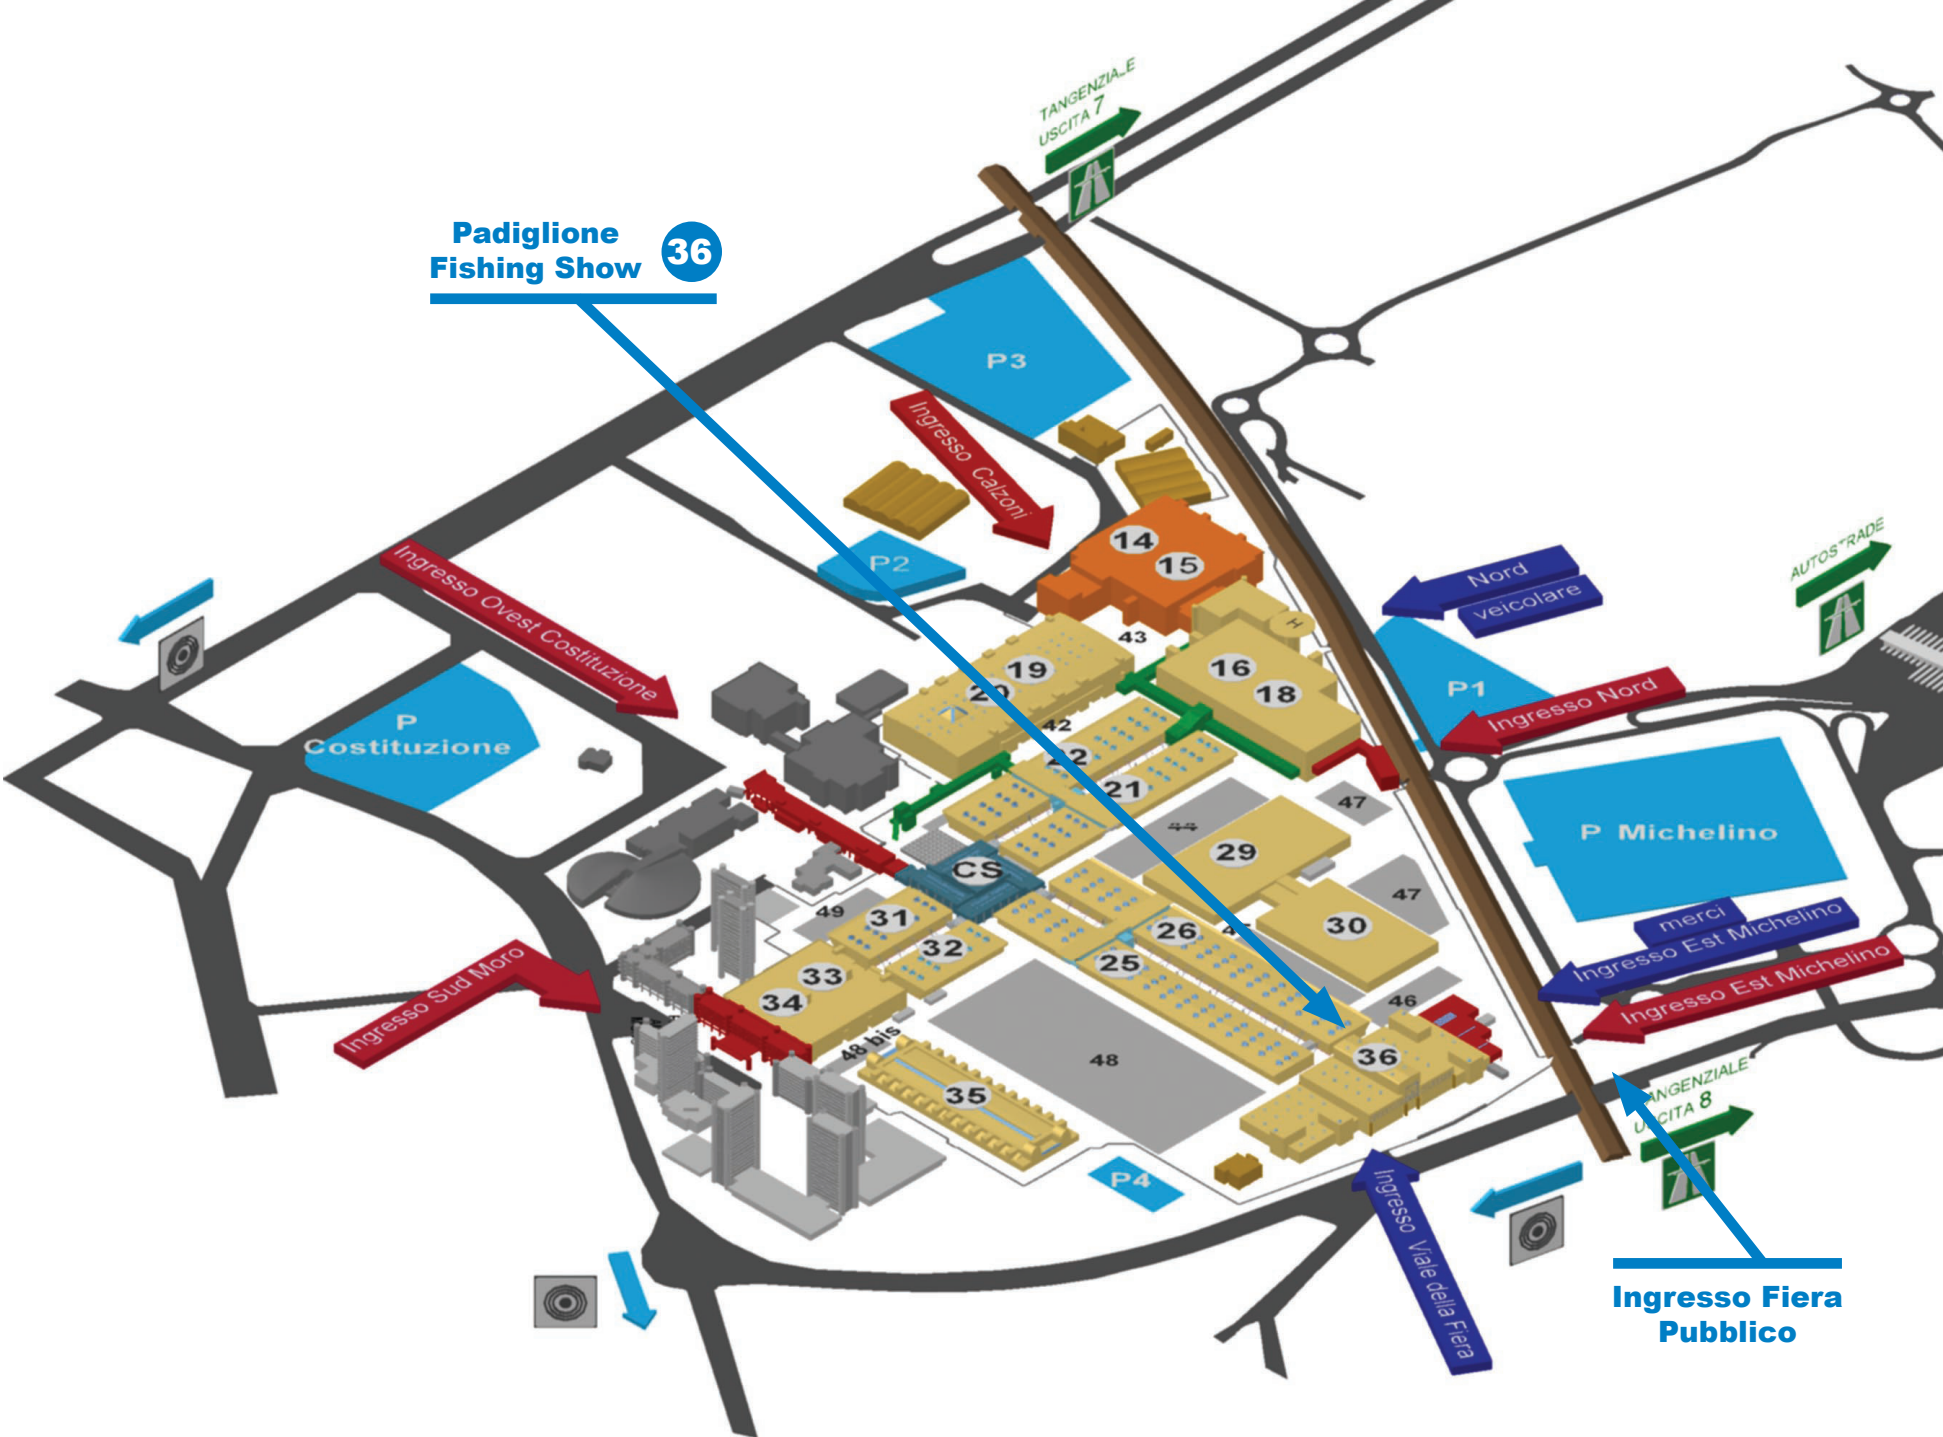 TANGENZIALE
USCITA 7
Padiglione
Fishing Show
36
P3
Ingresso Calzoni
14
15
P2
Ingresso Ovest Costituzione
Nord
veicolare
AUTOSTRADE
H
43
19
20
16
18
P1
Ingresso Nord
P
Costituzione
42
22
21
47
44
P Michelino
29
CS
47
merci
Ingresso Est Michelino
49
31
32
26
45
30
25
Ingresso Est Michelino
Ingresso Sud Moro
33
34
46
48 bis
48
36
35
TANGENZIALE
USCITA 8
P4
Ingresso Viale della Fiera
Ingresso Fiera
Pubblico